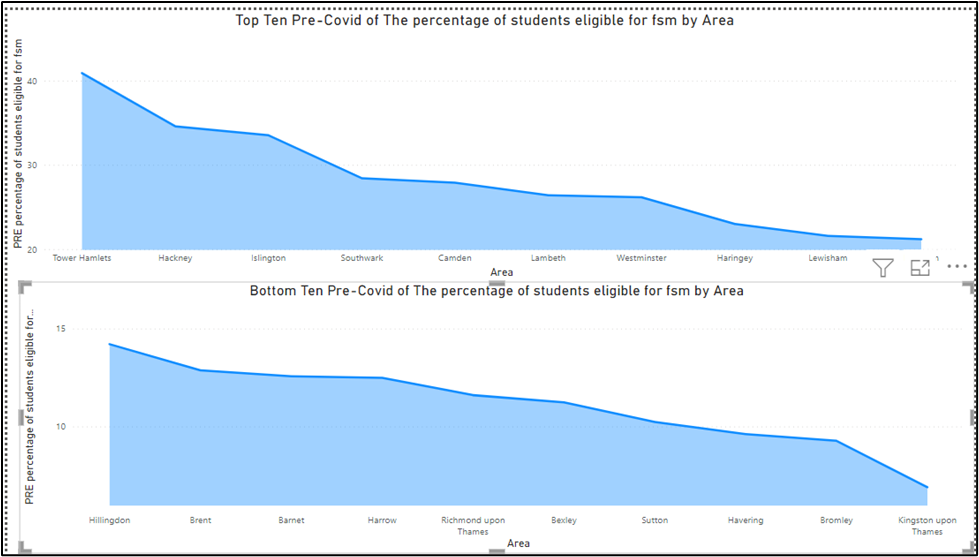 Top Ten Pre-Covid of The percentage of students eligible for fsm by Area
PRE percentage of students eligible for fsm
40
30
20
Tower Hamlets Hackney Islington Southwark Camden Lambeth Westminster Haringey Lewisham
Area
Bottom Ten Pre-Covid of The percentage of students eligible for fsm by Area
PRE percentage of students eligible for...
15
10
Hillingdon Brent Barnet Harrow Richmond upon Bexley Sutton Havering Bromley Kingston upon
Thames Thames
Area